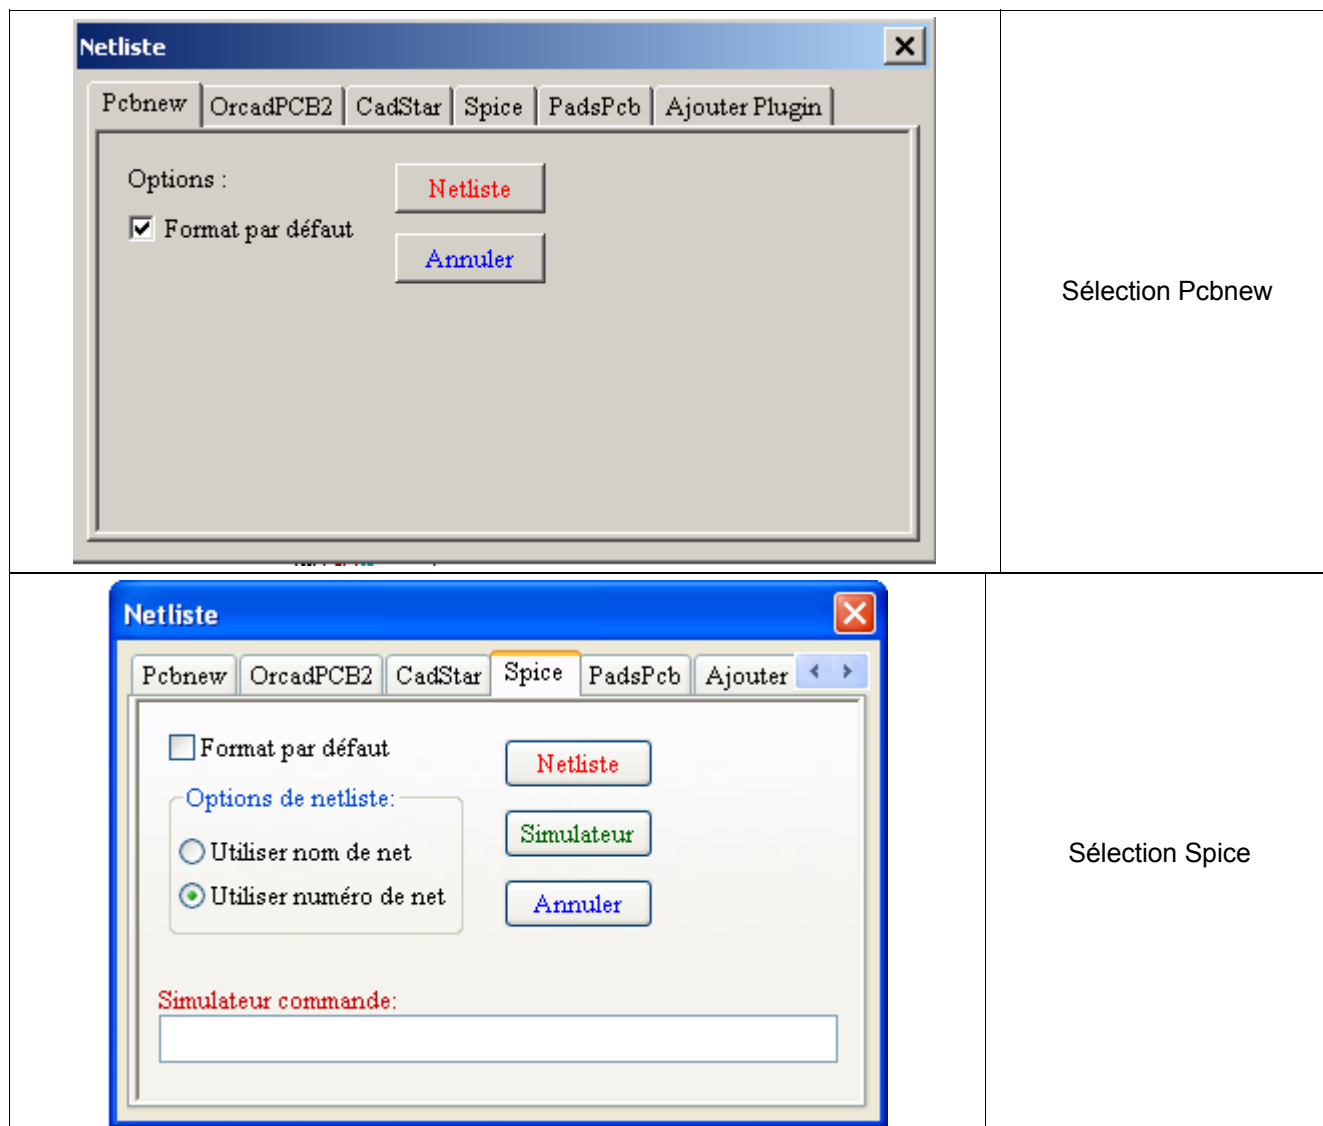 Netliste
Pcbnew OrcadPCB2 CadStar Spice PadsPcb Ajouter Plugin
Options :
Netliste
Format par défaut
Annuler
Sélection Pcbnew
Netliste
Pcbnew OrcadPCB2 CadStar Spice PadsPcb Ajouter
Format par défaut
Netliste
Options de netliste:
Simulateur
Utiliser nom de net
Utiliser numéro de net
Annuler
Simulateur commande:
Sélection Spice